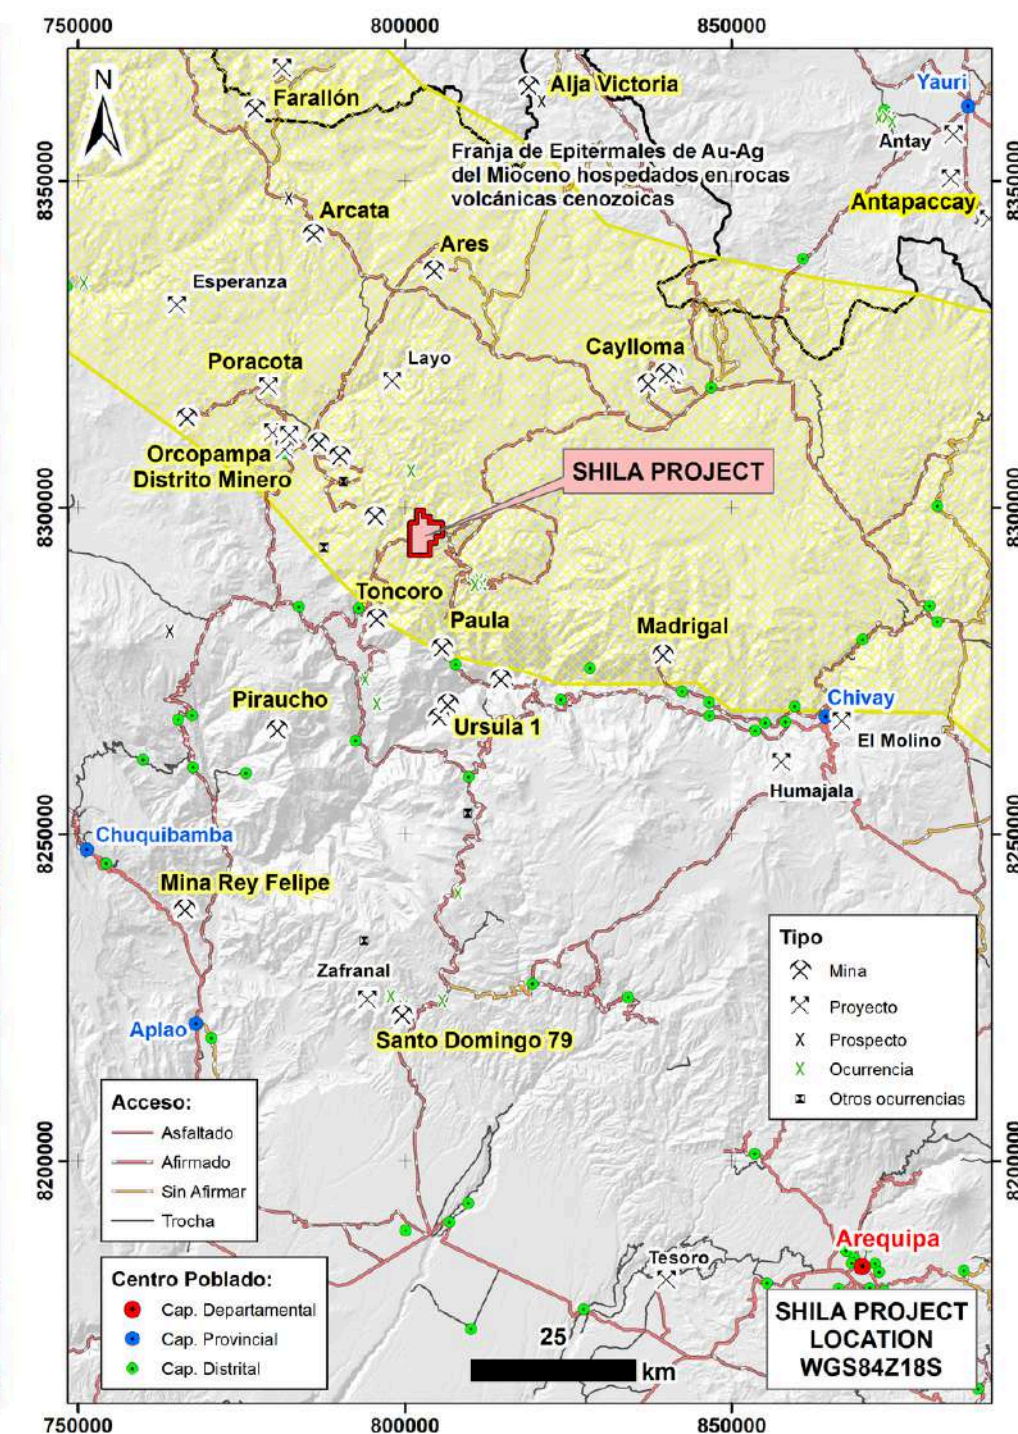 750000
800000
850000
N
Farallón
Alja Victoria
Yauri
Antay
Franja de Epitermales de Au-Ag
del Mioceno hospedados en rocas
volcánicas cenozoicas
8350000
8350000
Antapaccay
Arcata
Ares
Esperanza
Caylloma
Poracota
Layo
Orcopampa
Distrito Minero
SHILA PROJECT
8300000
8300000
Toncoro
Paula
Madrigal
Piraucho
Ursula 1
Chivay
El Molino
Humajala
8250000
8250000
Chuquibamba
Mina Rey Felipe
Zafranal
Aplao
Santo Domingo 79
Tipo
Mina
Proyecto
Prospecto
Ocurrencia
Otros ocurrencias
Acceso:
Asfaltado
Afirmado
Sin Afirmar
Trocha
8200000
8200000
Centro Poblado:
Cap. Departamental
Cap. Provincial
Cap. Distrital
Tesoro
Arequipa
25
km
SHILA PROJECT
LOCATION
WGS84Z18S
750000
800000
850000